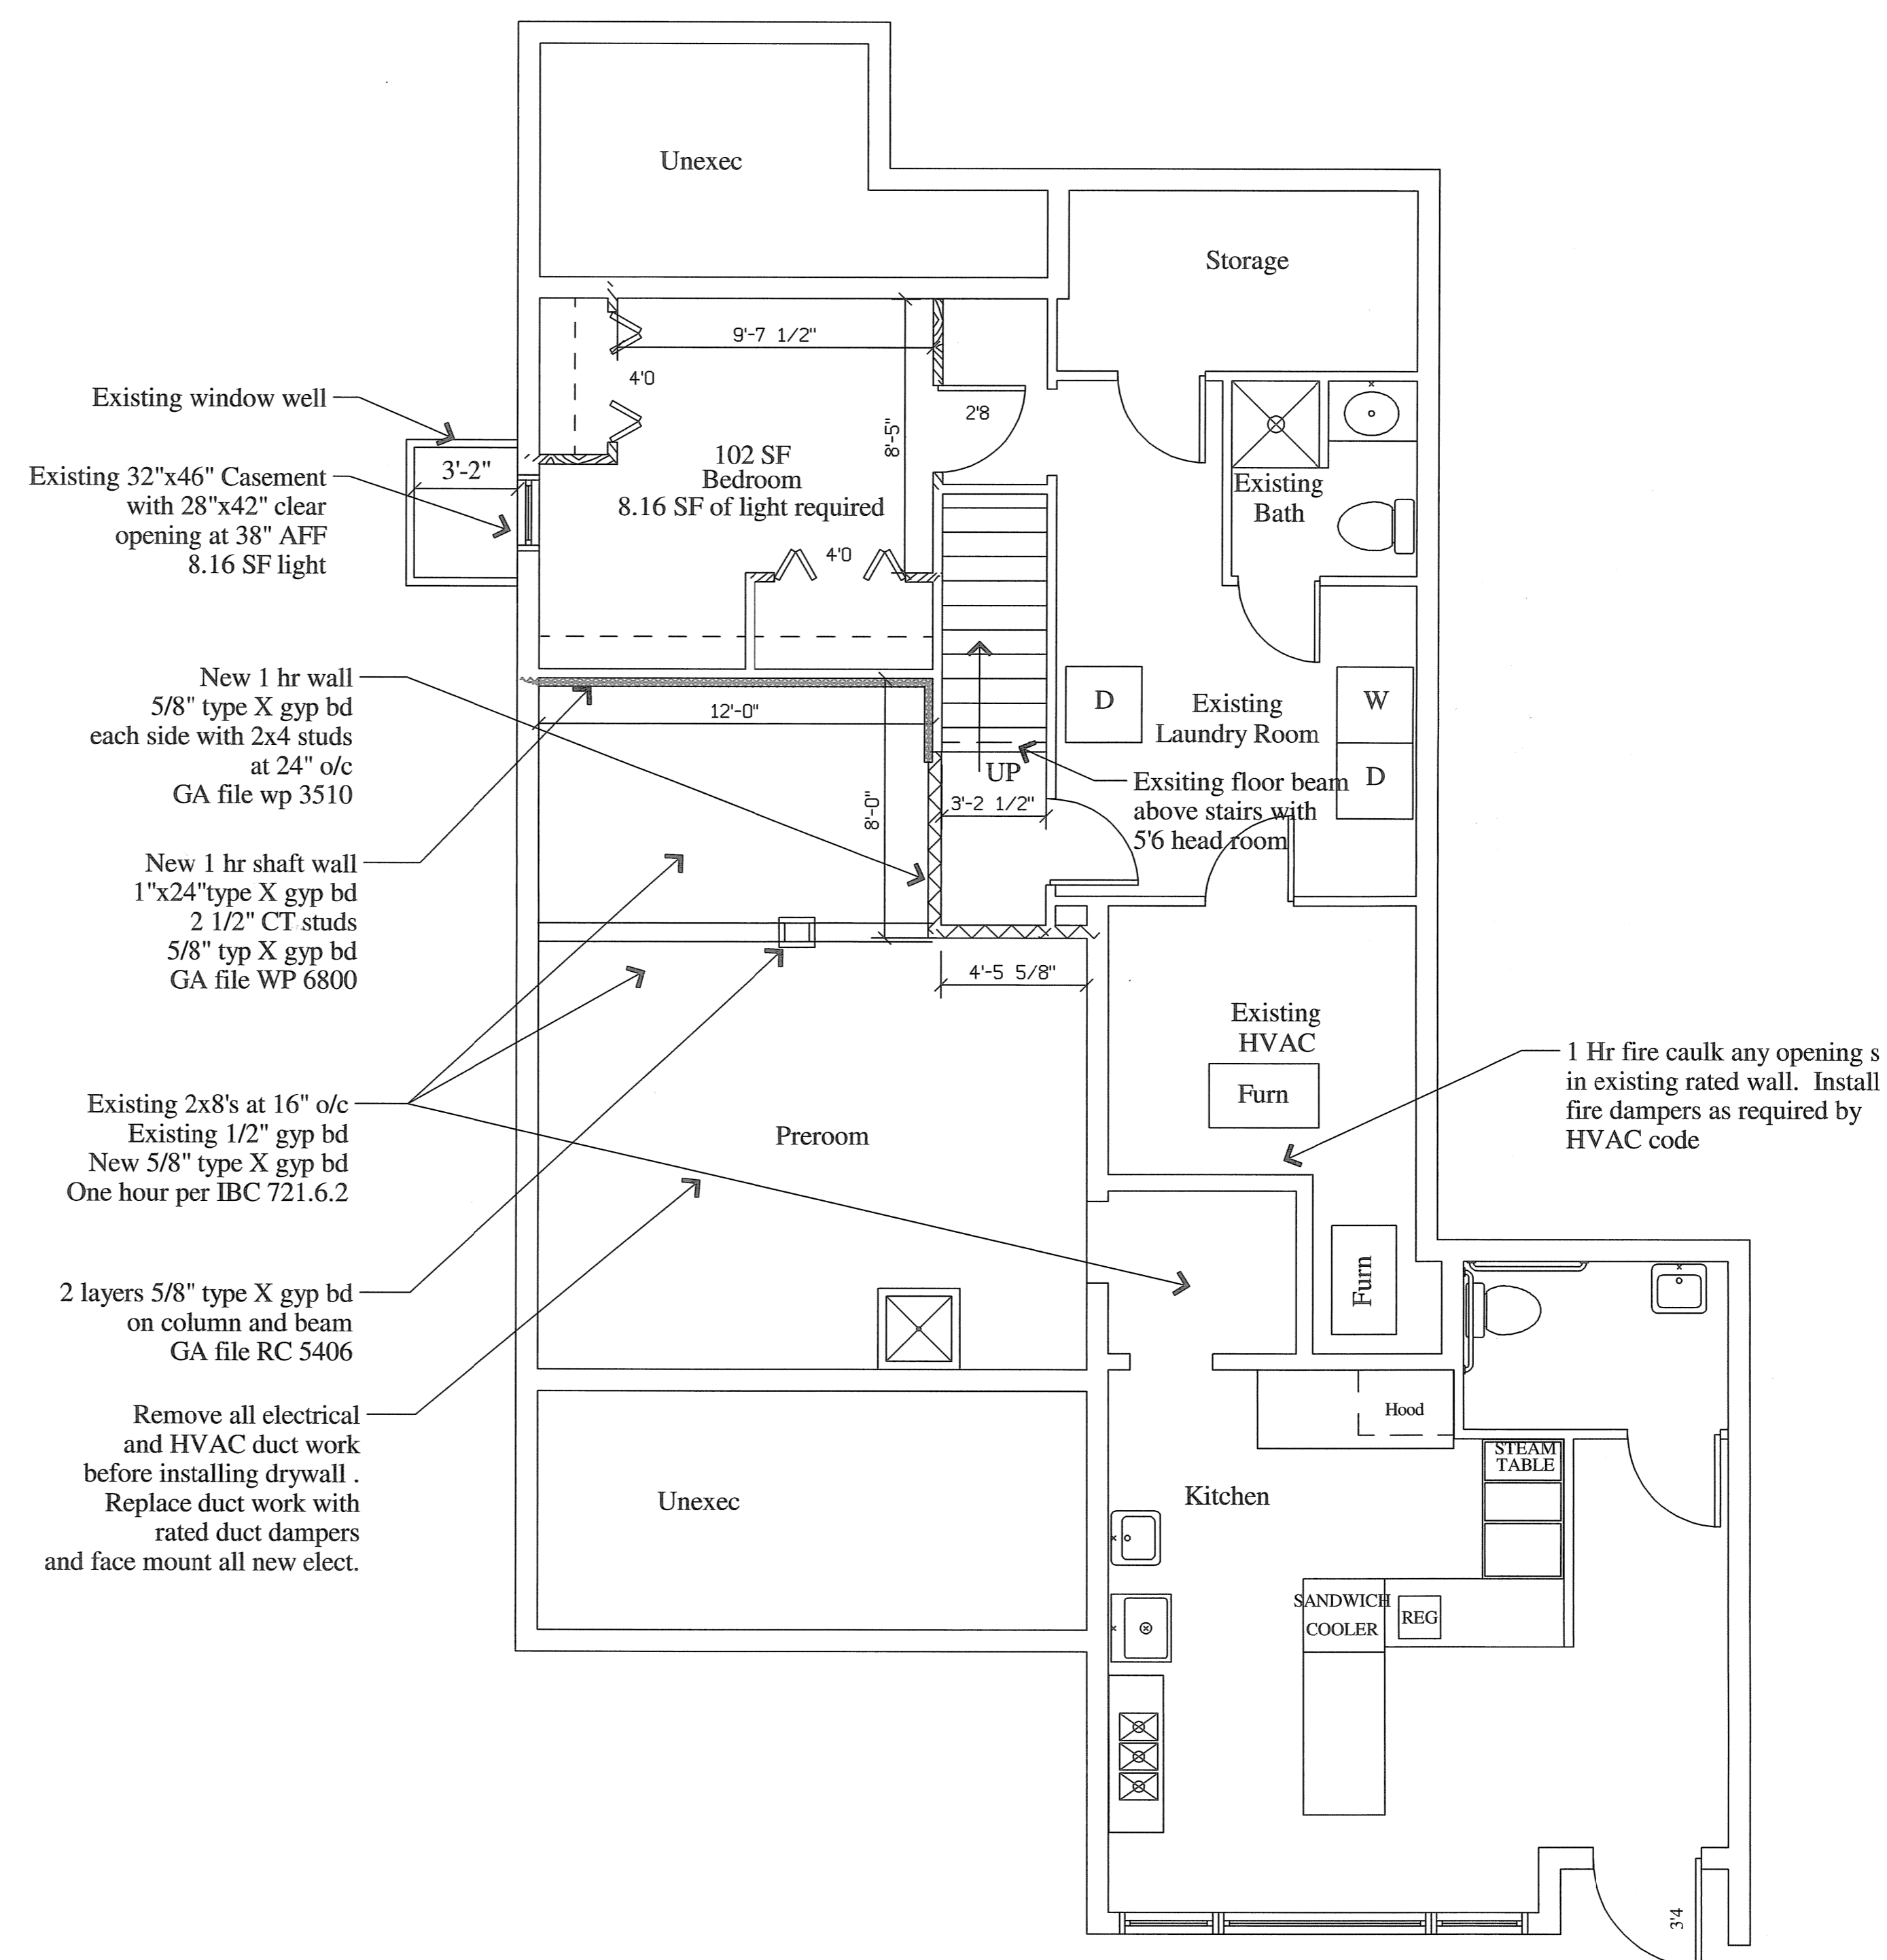 Unexec
Storage
9'-7 1/2"
4'0
8'-5"
2'8
Existing window well
3'-2"
Existing 32"x46" Casement
with 28"x42" clear
opening at 38" AFF
8.16 SF light
102 SF
Bedroom
8.16 SF of light required
4'0
Existing
Bath
New 1 hr wall
5/8" type X gyp bd
each side with 2x4 studs
at 24" o/c
GA file wp 3510
12'-0"
8'-0"
D
Existing
Laundry Room
W
D
UP
3'-2 1/2"
Exsiting floor beam
above stairs with
5'6 head room
New 1 hr shaft wall
1"x24"type X gyp bd
2 1/2" CT studs
5/8" typ X gyp bd
GA file WP 6800
4'-5 5/8"
Existing
HVAC
Furn
1 Hr fire caulk any opening s
in existing rated wall. Install
fire dampers as required by
HVAC code
Existing 2x8's at 16" o/c
Existing 1/2" gyp bd
New 5/8" type X gyp bd
One hour per IBC 721.6.2
Preroom
Furn
2 layers 5/8" type X gyp bd
on column and beam
GA file RC 5406
Remove all electrical
and HVAC duct work
before installing drywall .
Replace duct work with
rated duct dampers
and face mount all new elect.
Hood
STEAM
TABLE
Unexec
Kitchen
SANDWICH
COOLER
REG
3'4